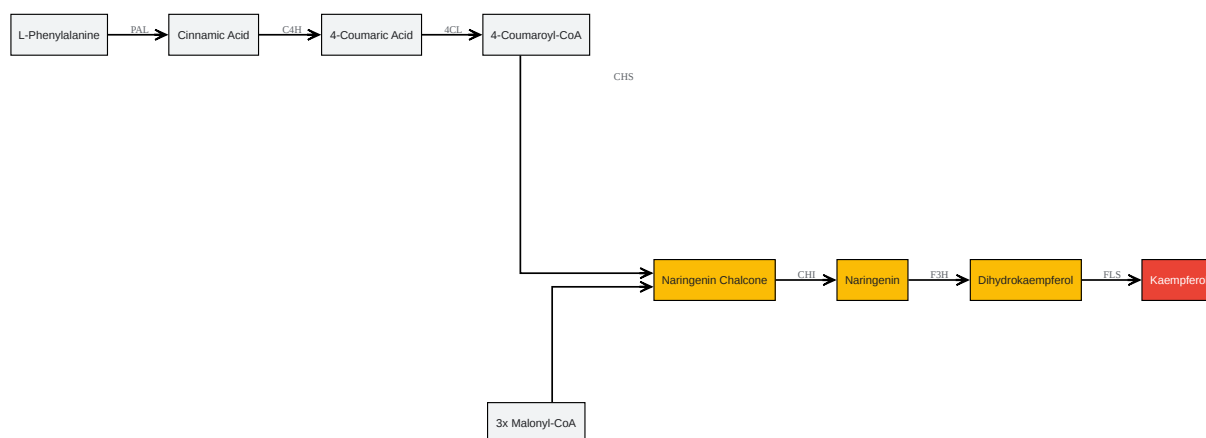 L-Phenylalanine
PAL
Cinnamic Acid
C4H
4-Coumaric Acid
4CL
4-Coumaroyl-CoA
CHS
Naringenin Chalcone
CHI
Naringenin
F3H
Dihydrokaempferol
FLS
Kaempferol
3x Malonyl-CoA